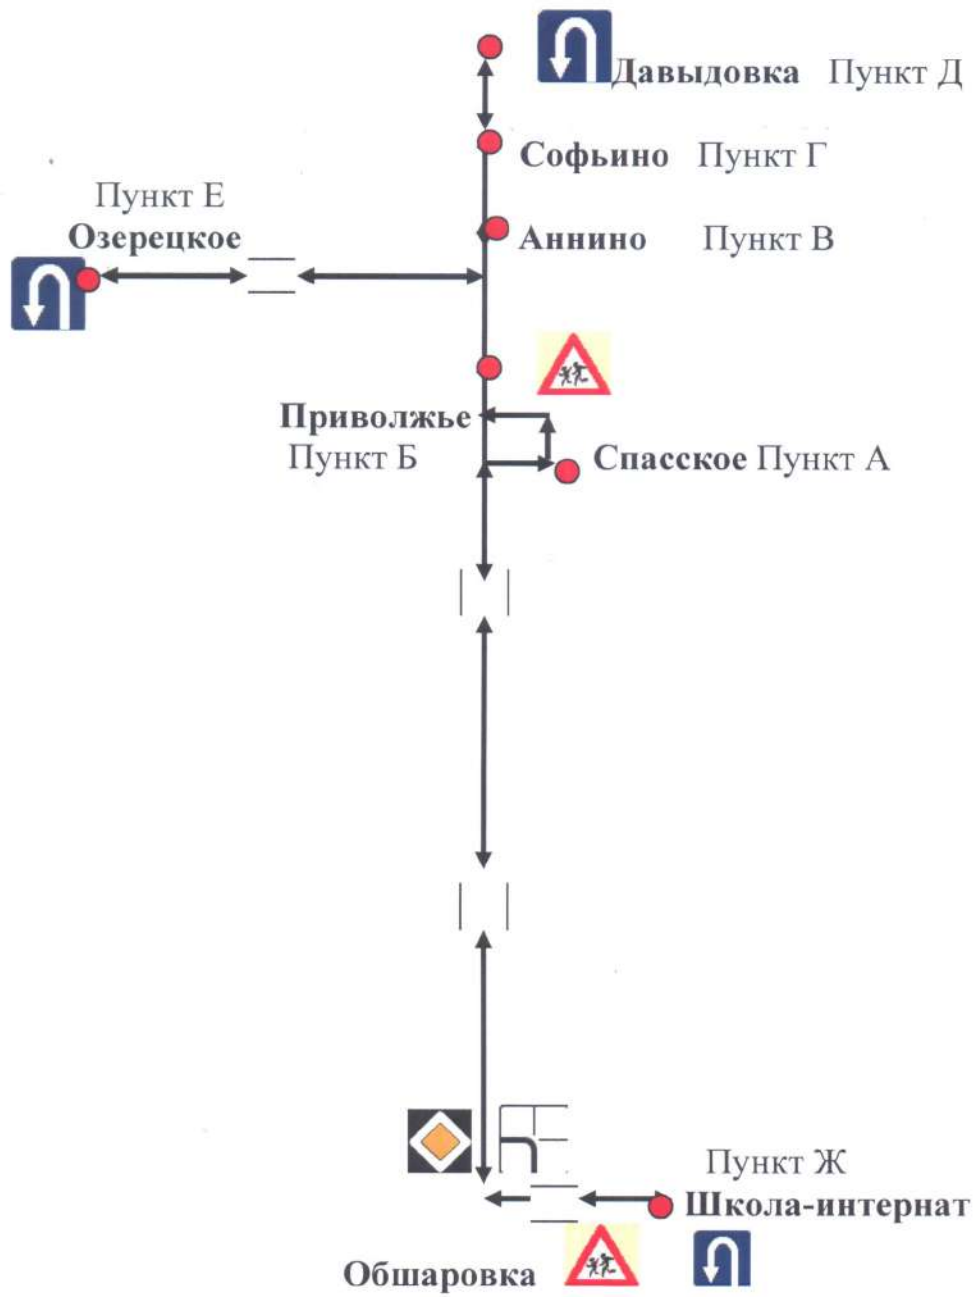 Давыдовка Пункт Д
Софьино Пункт Г
Пункт Е
Озерецкое
Аннино Пункт В
Приволжье
Пункт Б
Спасское Пункт А
Пункт Ж
Школа-интернат
Обшаровка